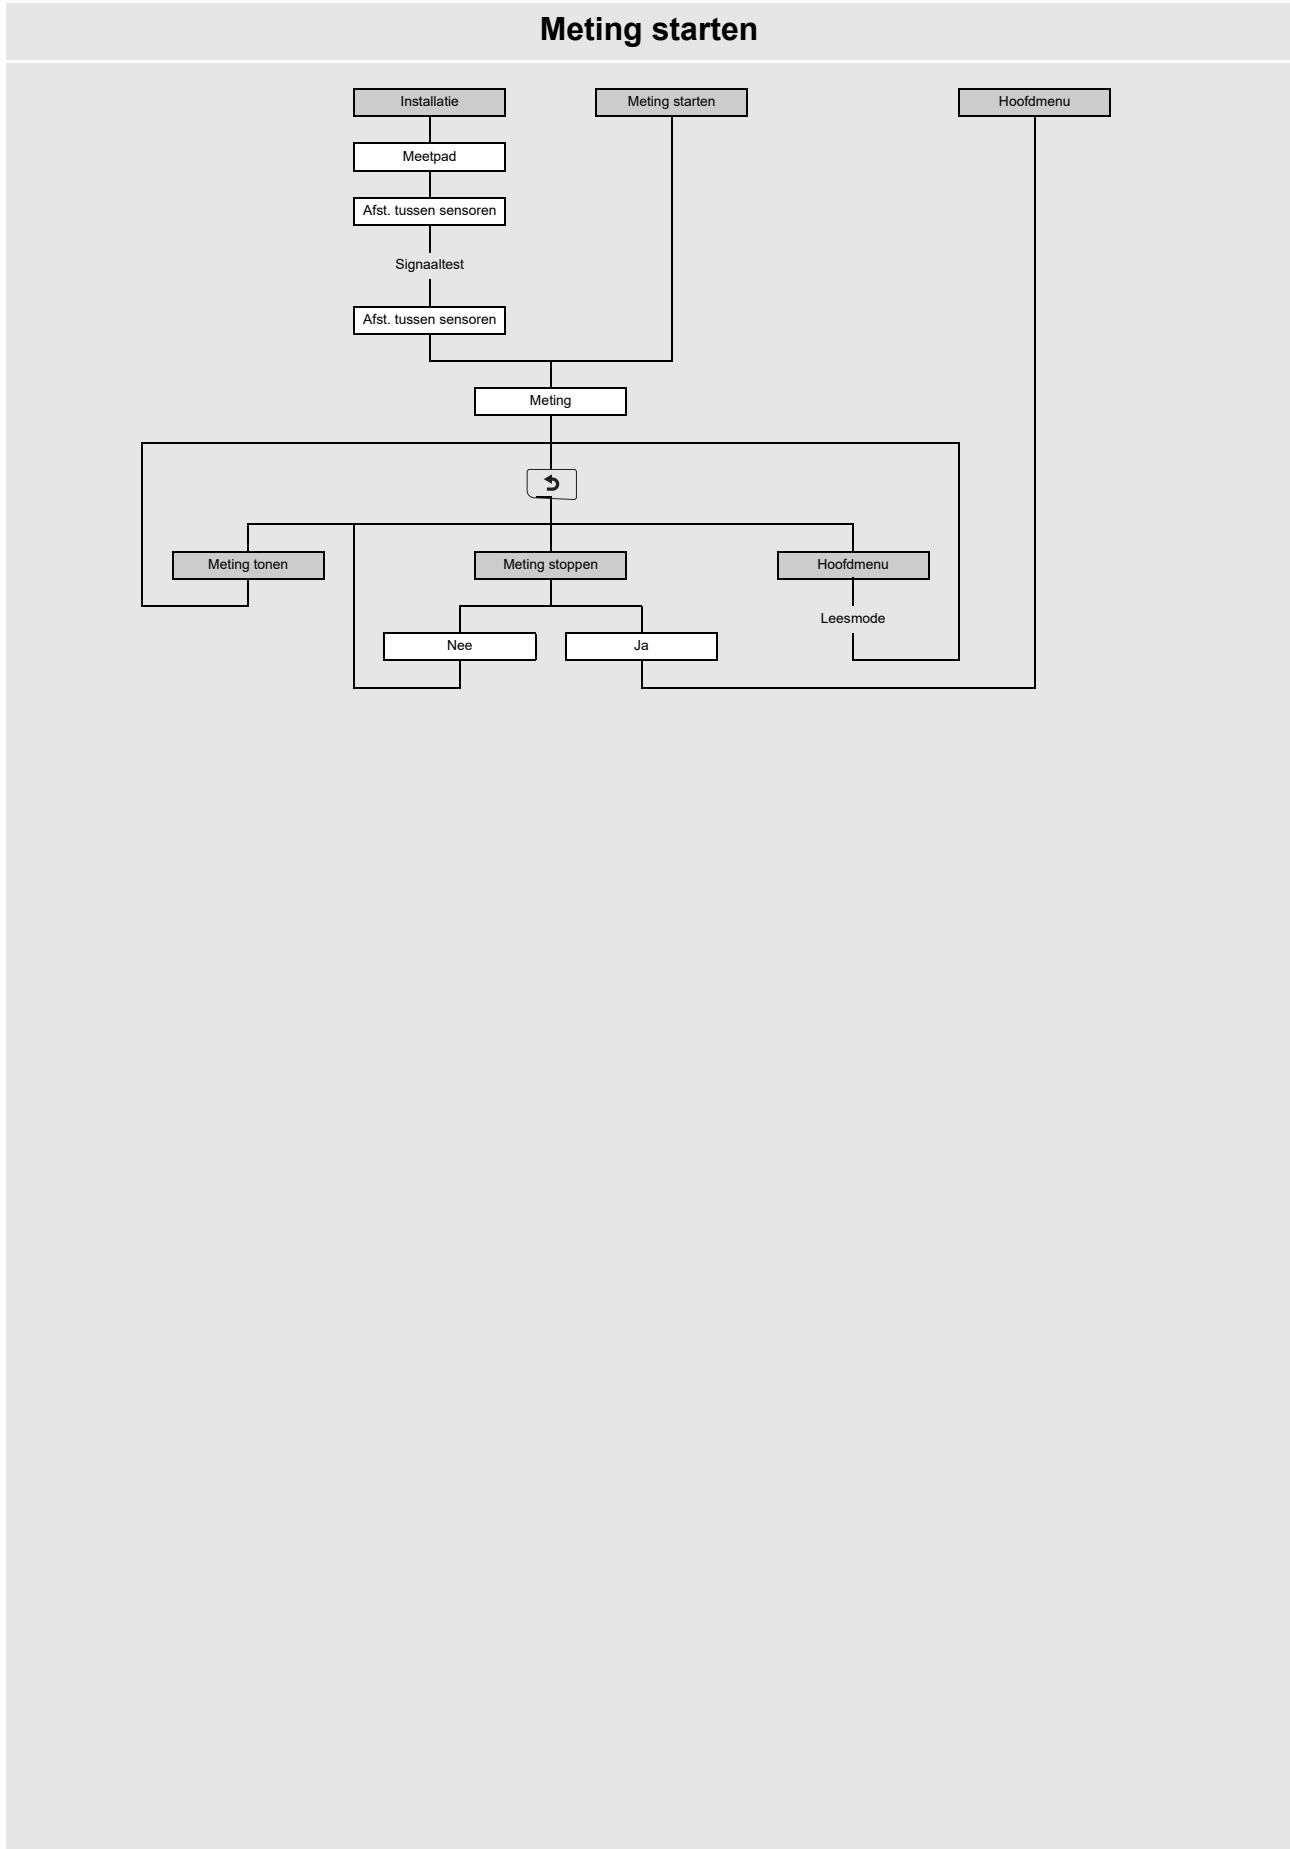 Meting starten
Installatie
Meting starten
Hoofdmenu
Meetpad
Afst. tussen sensoren
Signaaltest
Afst. tussen sensoren
Meting
Meting tonen
Meting stoppen
Hoofdmenu
Leesmode
Nee
Ja